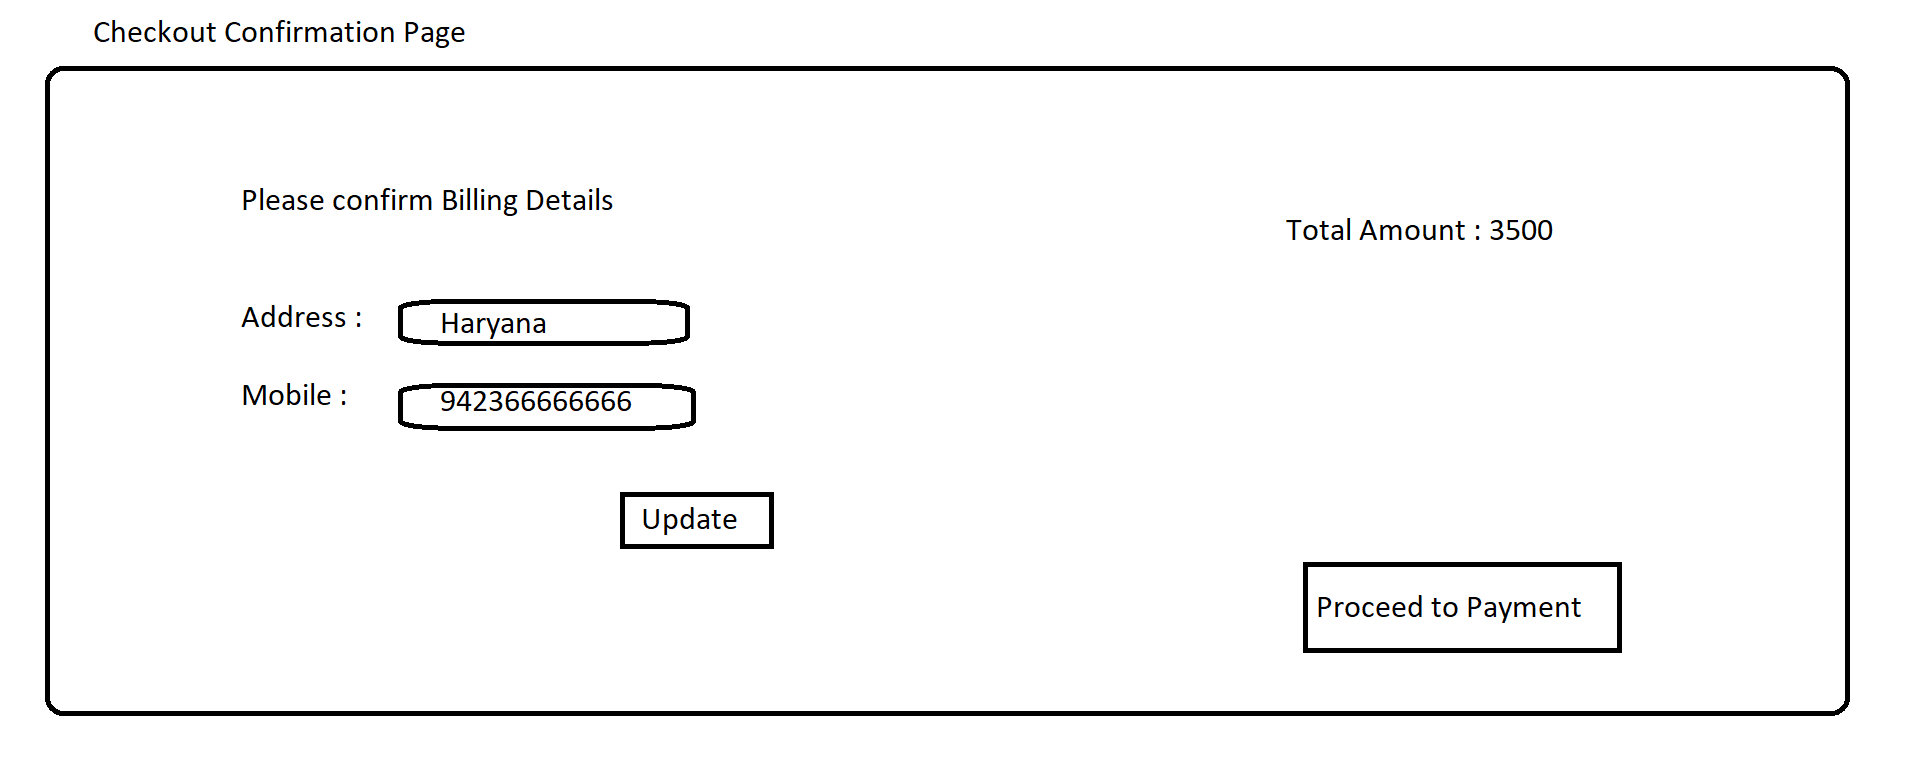 Checkout Confirmation Page
Please confirm Billing Details
Total Amount : 3500
Address : Haryana
Mobile : 942366666666
Update
Proceed to Payment